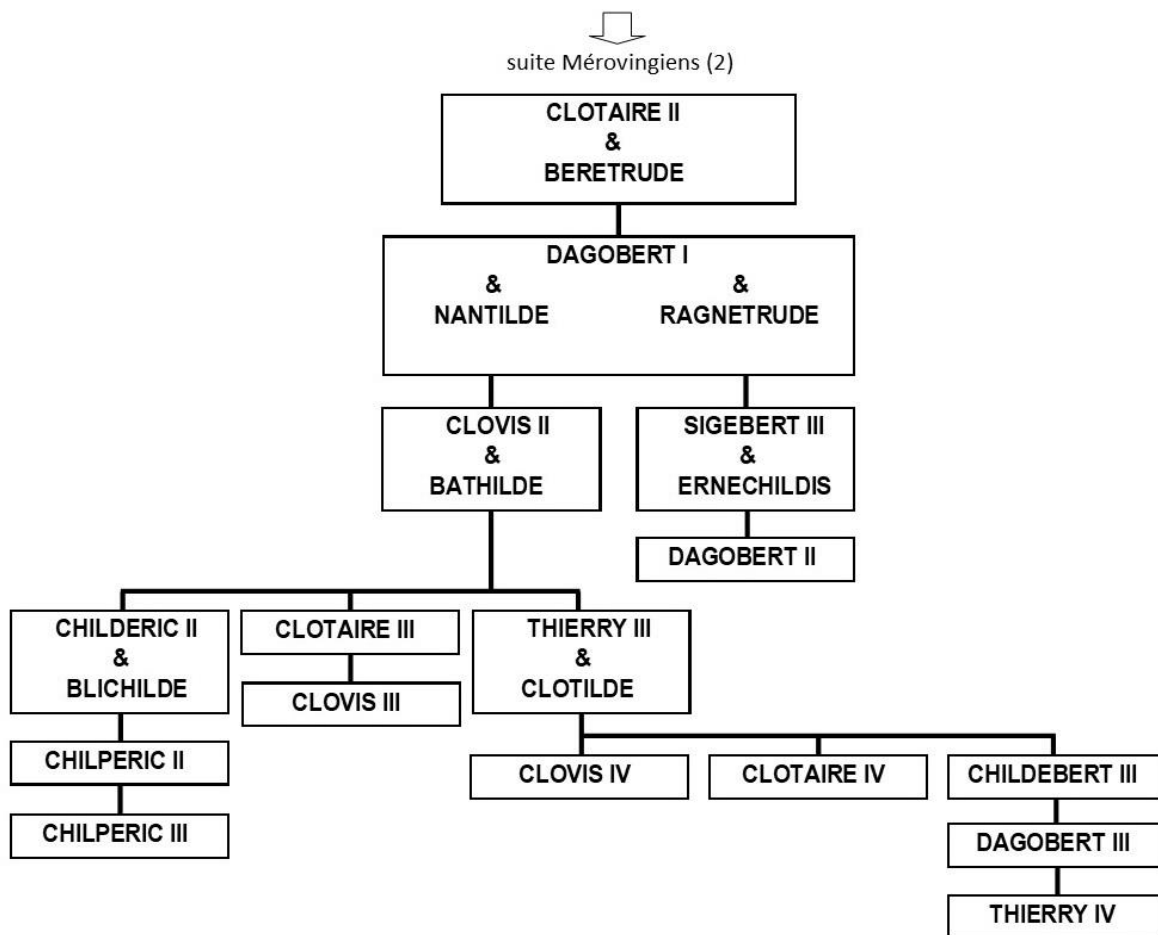 suite Mérovingiens (2)
CLOTAIRE II
&
BERETRUDE
DAGOBERT I
& &
NANTILDE RAGNETRUDE
CLOVIS II
&
BATHILDE
SIGEBERT III
&
ERNECHILDIS
DAGOBERT II
CHILDERIC II
&
BLICHILDE
CLOTAIRE III
CLOVIS III
THIERRY III
&
CLOTILDE
CHILPERIC II
CHILPERIC III
CLOVIS IV
CLOTAIRE IV
CHILDEBERT III
DAGOBERT III
THIERRY IV